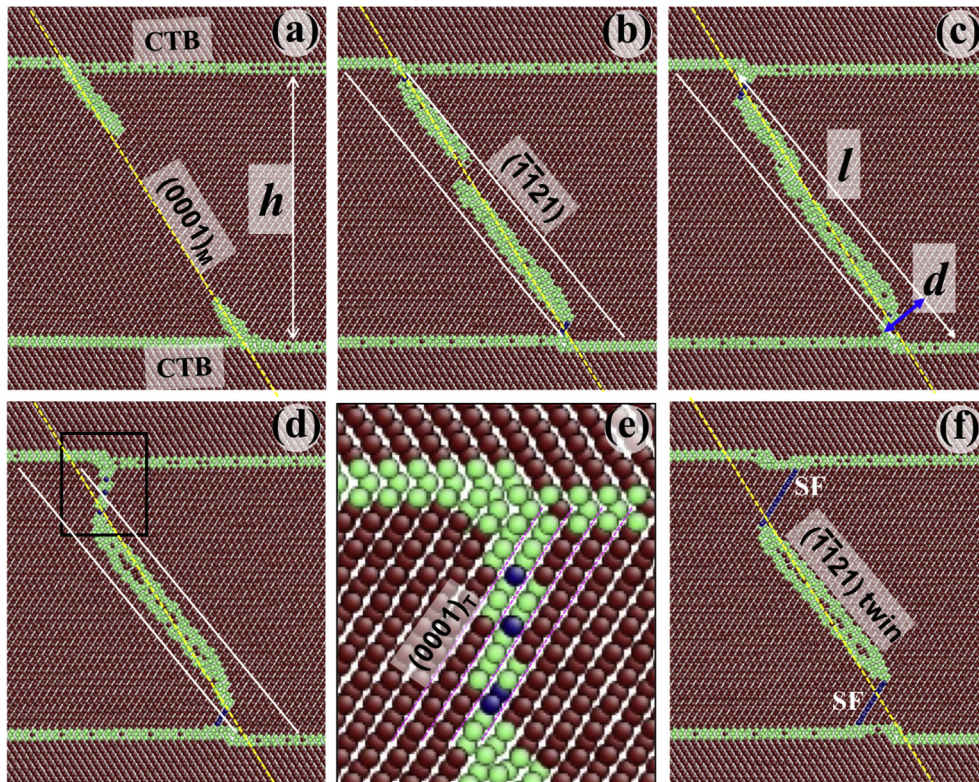 (a)
CTB
h
(0001)M
CTB
(b)
(1̄1̄21)
(c)
l
d
(d)
(e)
(0001)T
(f)
SF
(1̄1̄21) twin
SF